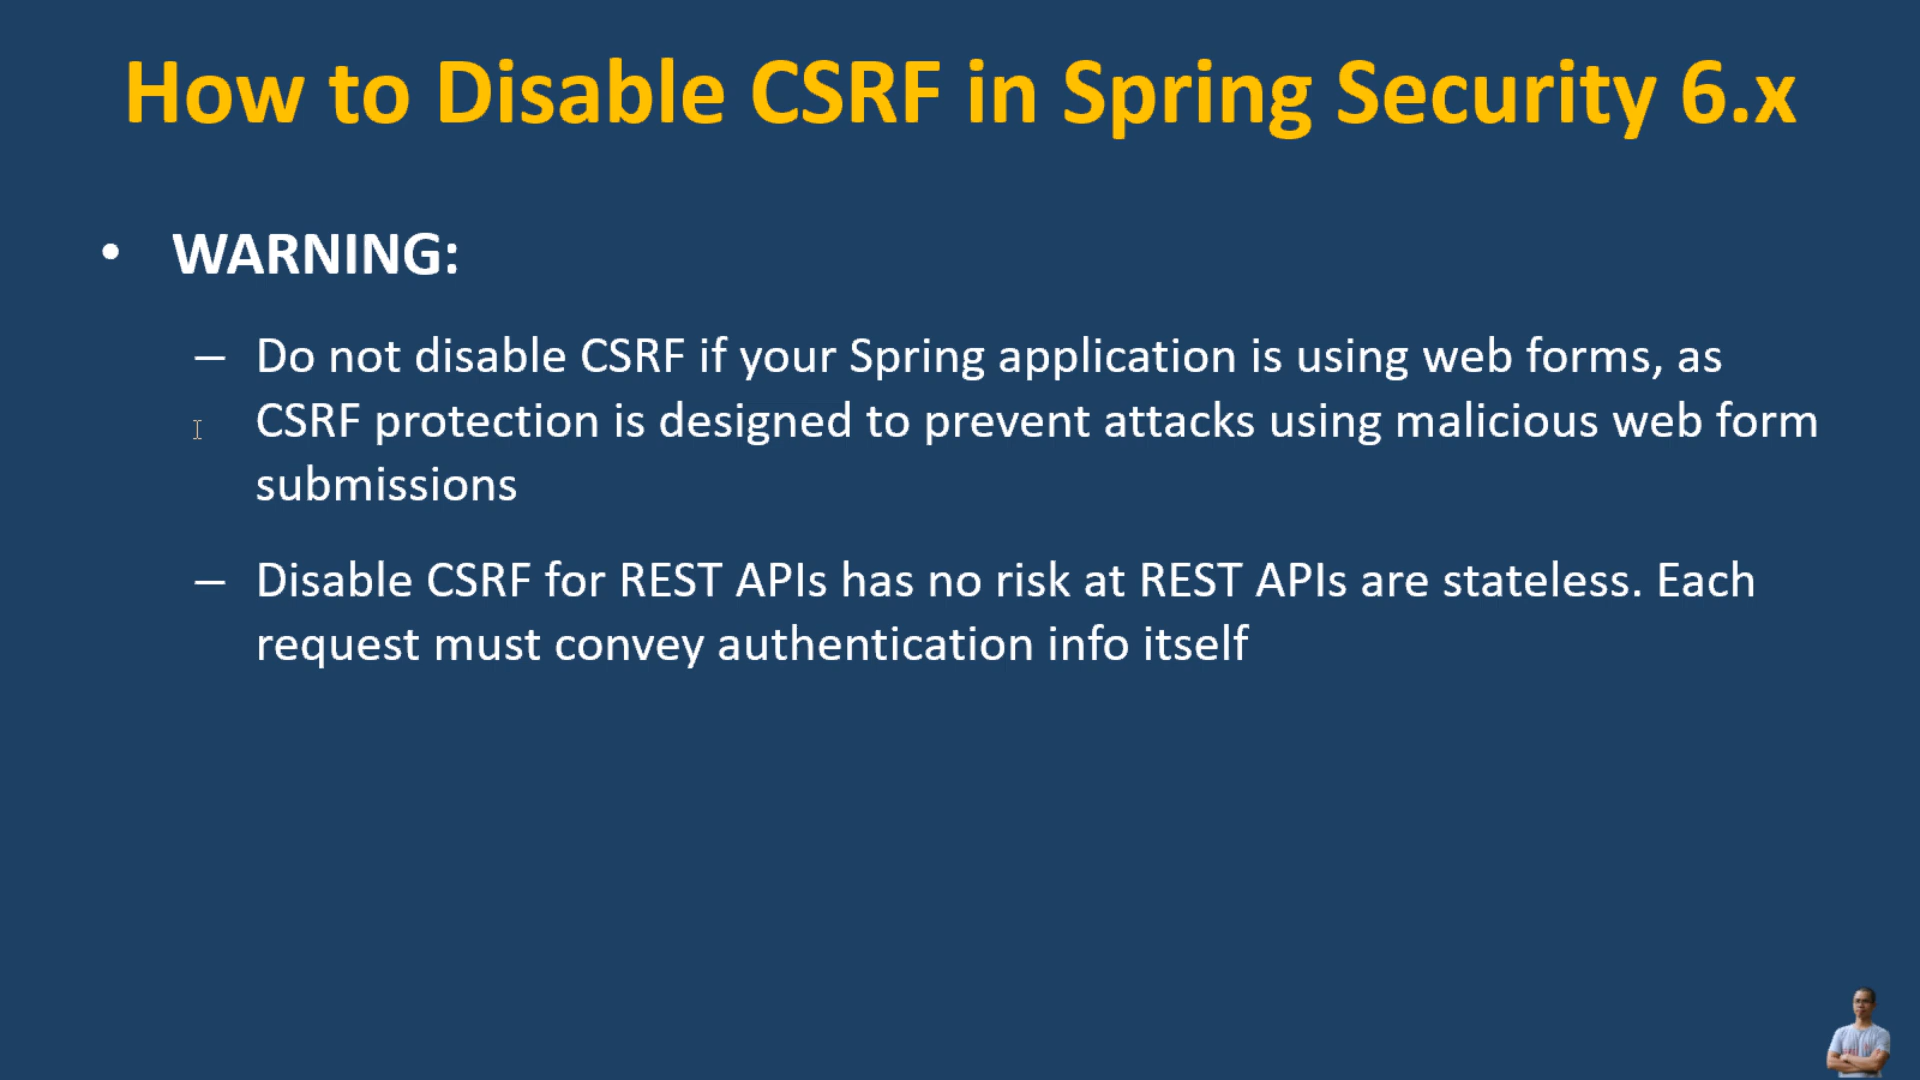 How to Disable CSRF in Spring Security 6.x
• WARNING:
– Do not disable CSRF if your Spring application is using web forms, as
CSRF protection is designed to prevent attacks using malicious web form
submissions
– Disable CSRF for REST APIs has no risk at REST APIs are stateless. Each
request must convey authentication info itself